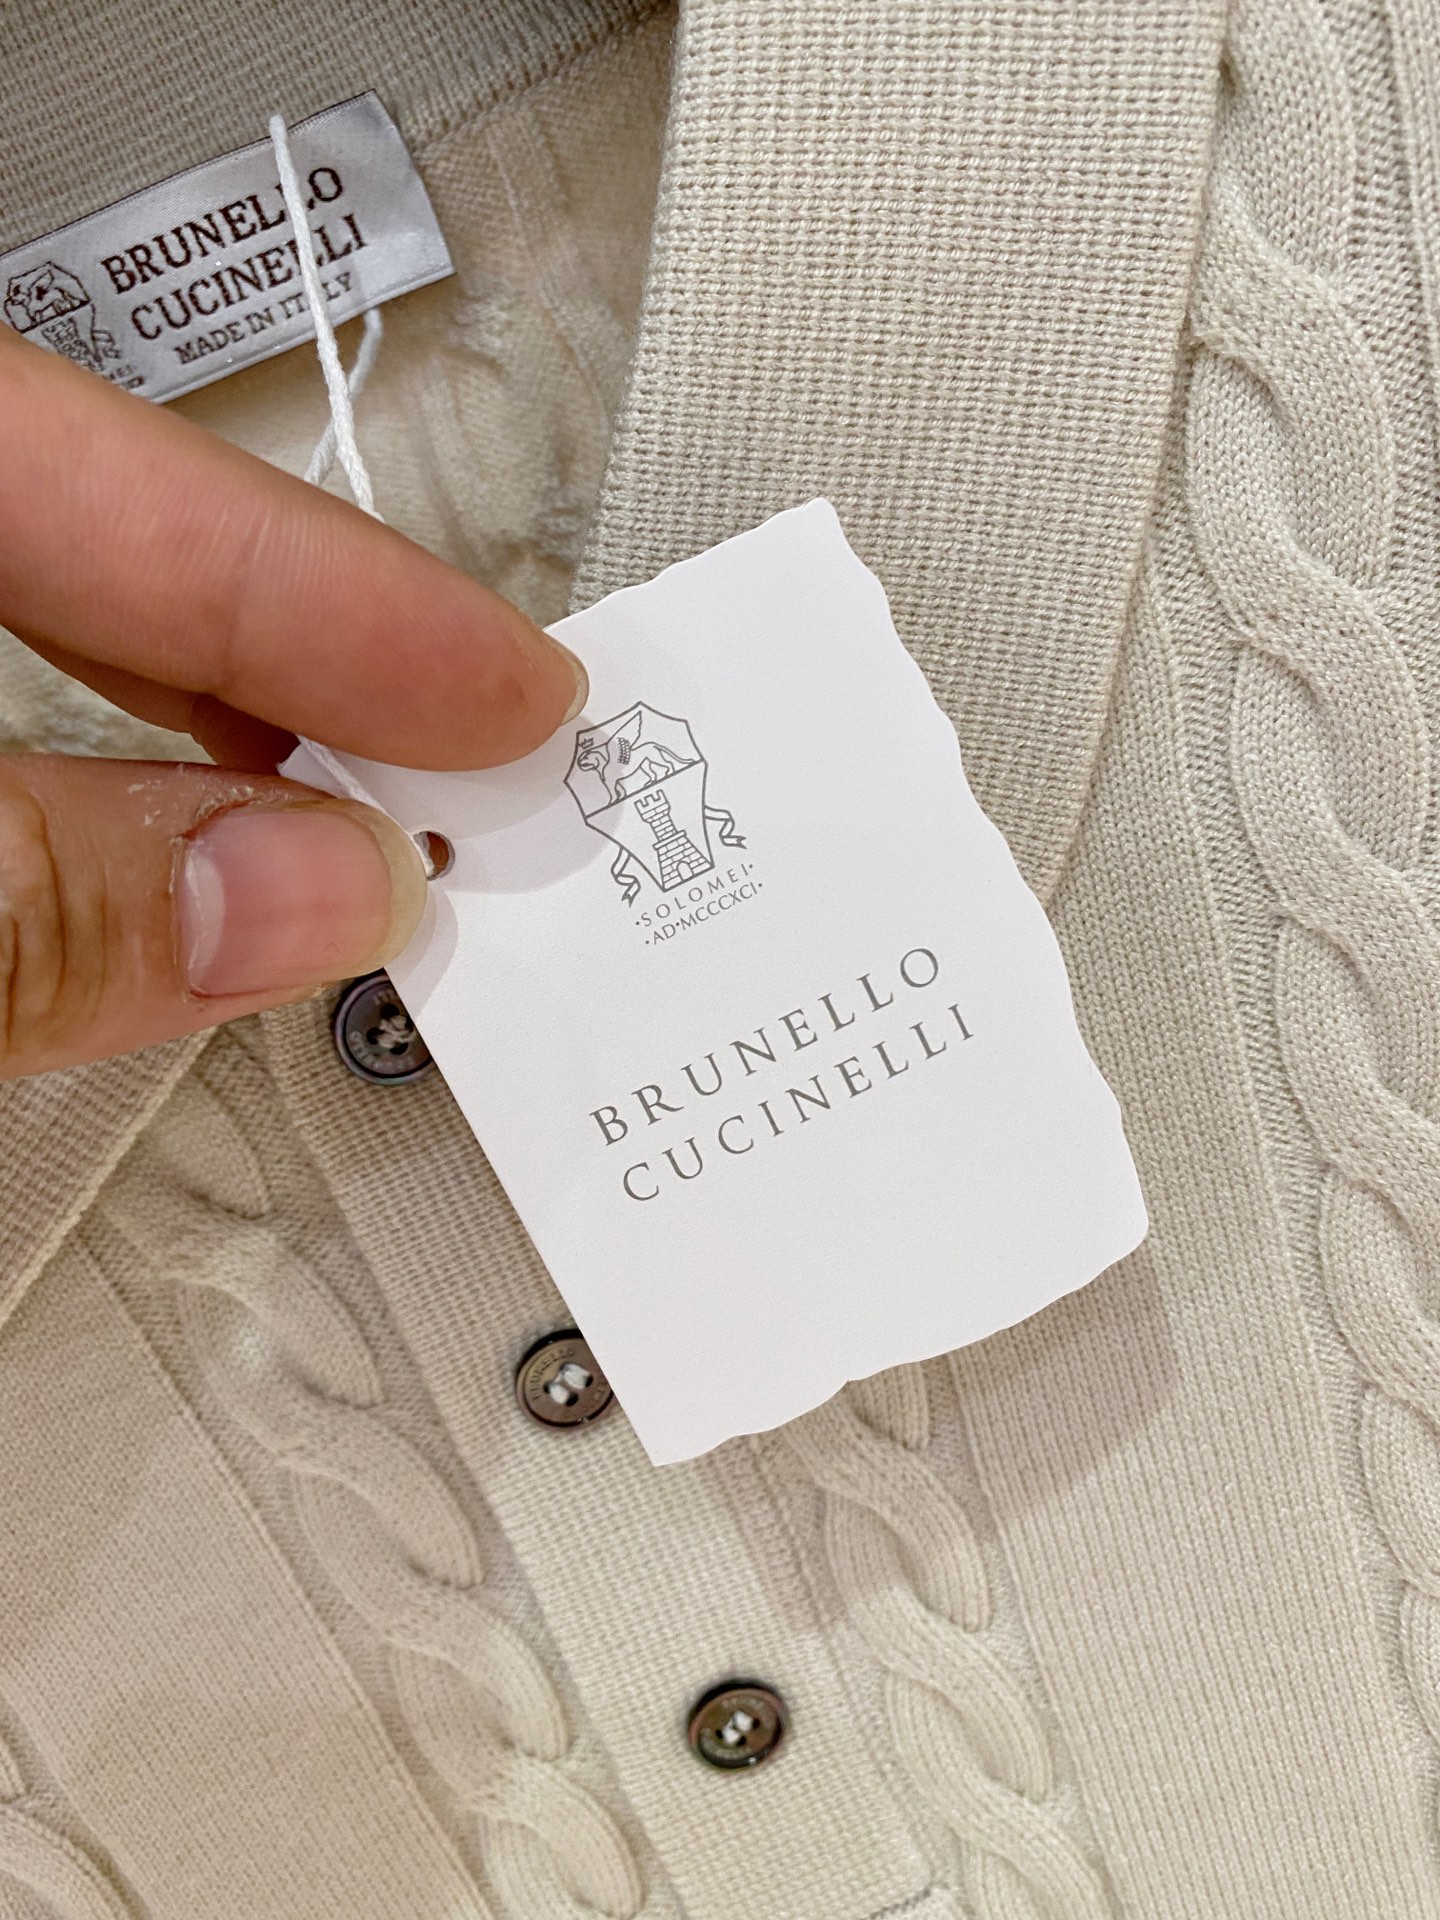 BRUNELLO
CUCINELLI
MADE IN ITALY
·SOLOMEI·
·AD·MCCCXCI·
BRUNELLO
CUCINELLI